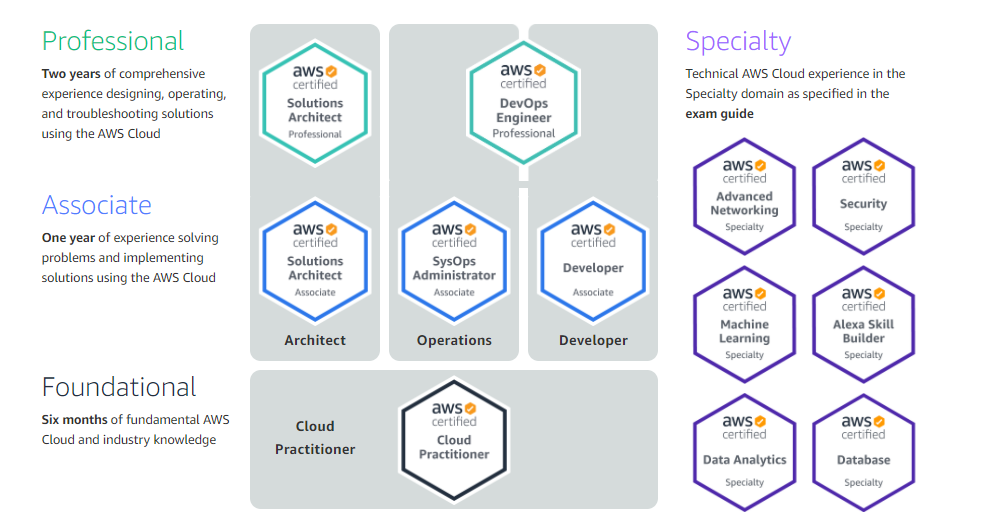 Professional
Two years of comprehensive
experience designing, operating,
and troubleshooting solutions
using the AWS Cloud
aws
certified
Solutions
Architect
Professional
aws
certified
DevOps
Engineer
Professional
Associate
One year of experience solving
problems and implementing
solutions using the AWS Cloud
aws
certified
Solutions
Architect
Associate
aws
certified
SysOps
Administrator
Associate
aws
certified
Developer
Associate
Architect
Operations
Developer
Foundational
Six months of fundamental AWS
Cloud and industry knowledge
Cloud
Practitioner
aws
certified
Cloud
Practitioner
Specialty
Technical AWS Cloud experience in the
Specialty domain as specified in the
exam guide
aws
certified
Advanced
Networking
Specialty
aws
certified
Security
Specialty
aws
certified
Machine
Learning
Specialty
aws
certified
Alexa Skill
Builder
Specialty
aws
certified
Data Analytics
Specialty
aws
certified
Database
Specialty